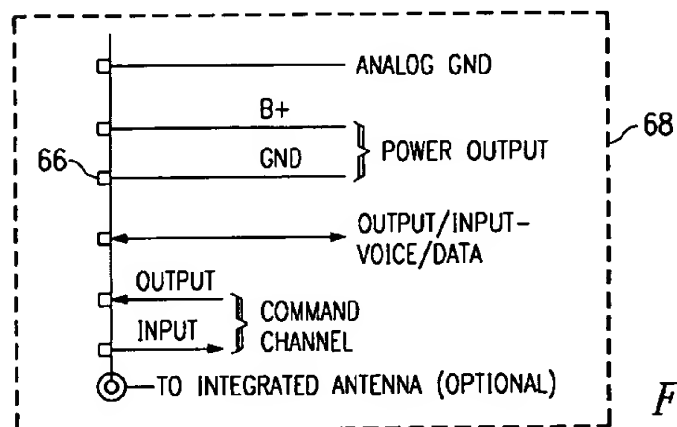 ANALOG GND
B+
66
GND
POWER OUTPUT
68
OUTPUT/INPUT-
VOICE/DATA
OUTPUT
COMMAND
CHANNEL
INPUT
TO INTEGRATED ANTENNA (OPTIONAL)
F